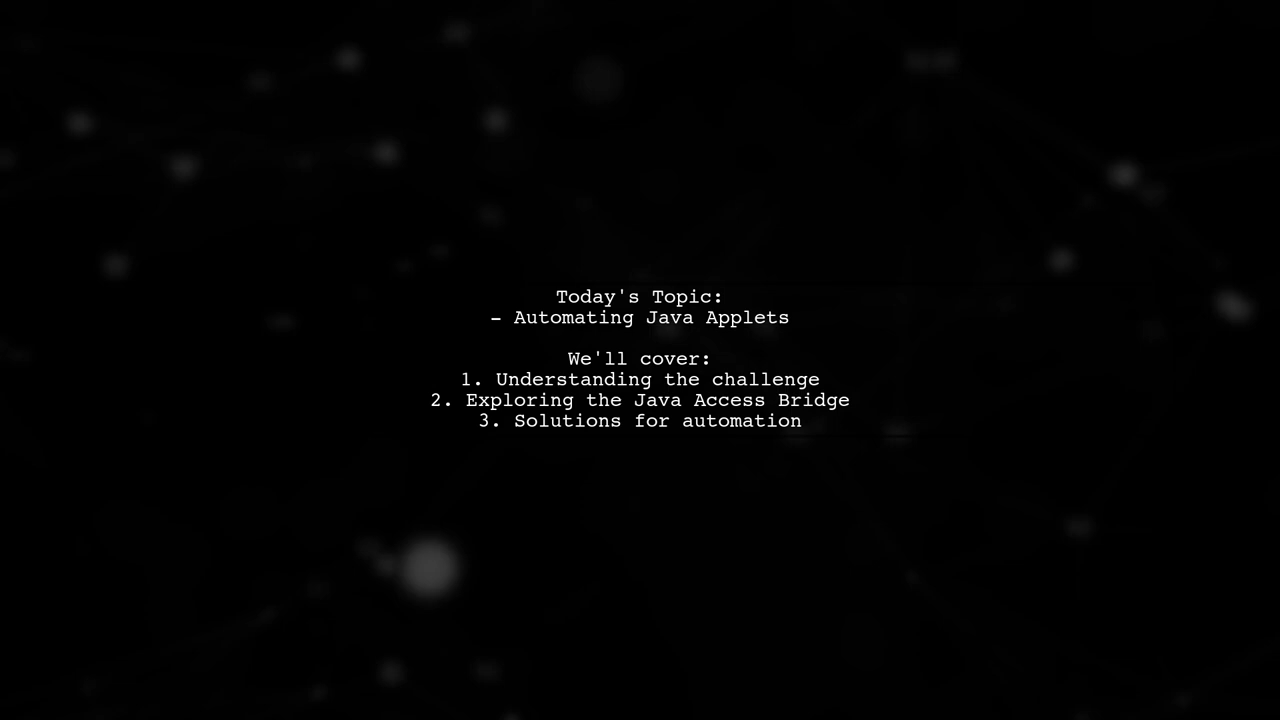 Today's Topic:
- Automating Java Applets
We'll cover:
1. Understanding the challenge
2. Exploring the Java Access Bridge
3. Solutions for automation